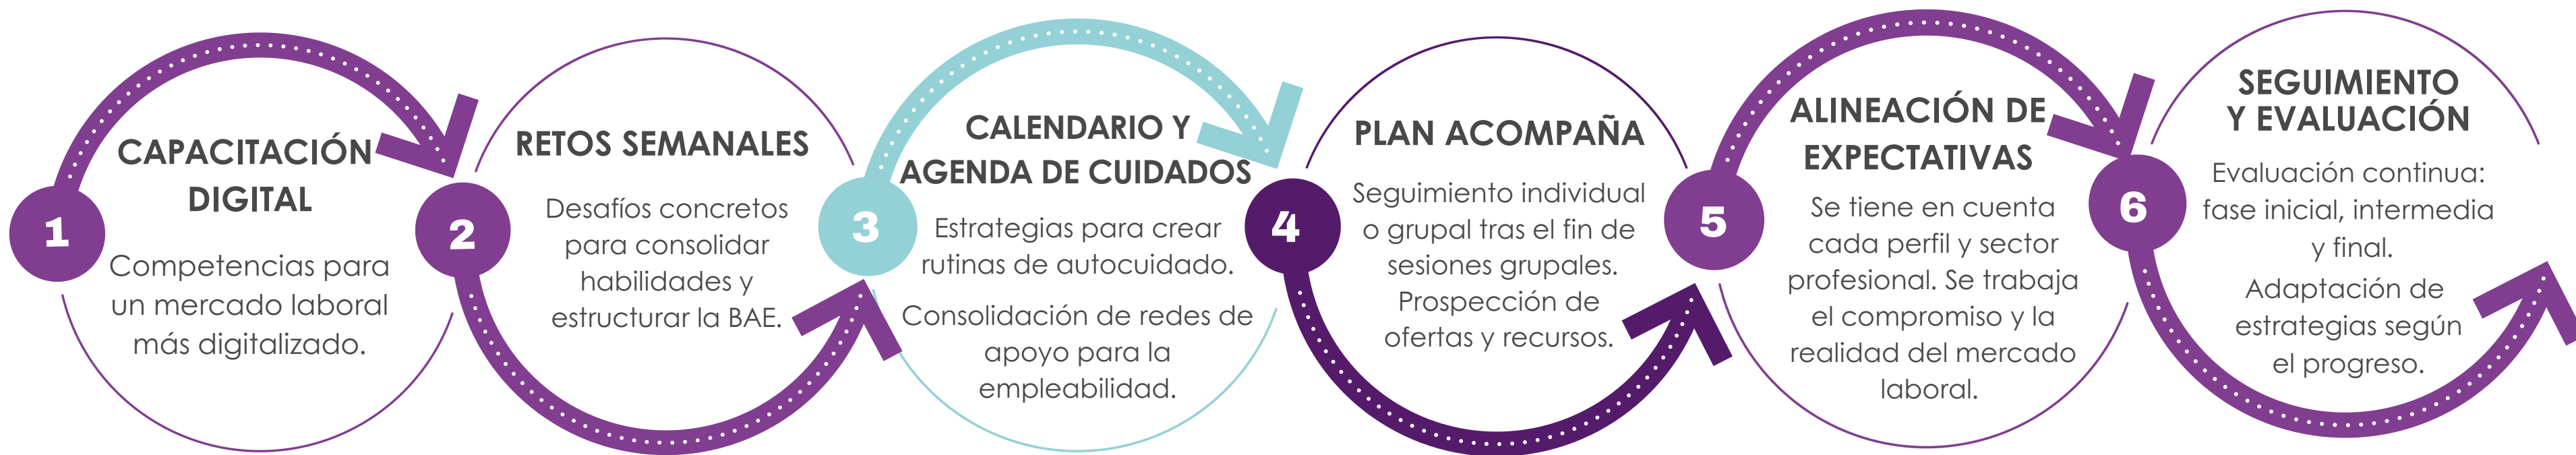 1
CAPACITACIÓN
DIGITAL
Competencias para
un mercado laboral
más digitalizado.
2
RETOS SEMANALES
Desafíos concretos
para consolidar
habilidades y
estructurar la BAE.
3
CALENDARIO Y
AGENDA DE CUIDADOS
Estrategias para crear
rutinas de autocuidado.
Consolidación de redes de
apoyo para la
empleabilidad.
4
PLAN ACOMPAÑA
Seguimiento individual
o grupal tras el fin de
sesiones grupales.
Prospección de
ofertas y recursos.
5
ALINEACIÓN DE
EXPECTATIVAS
Se tiene en cuenta
cada perfil y sector
profesional. Se trabaja
el compromiso y la
realidad del mercado
laboral.
6
SEGUIMIENTO
Y EVALUACIÓN
Evaluación continua:
fase inicial, intermedia
y final.
Adaptación de
estrategias según
el progreso.